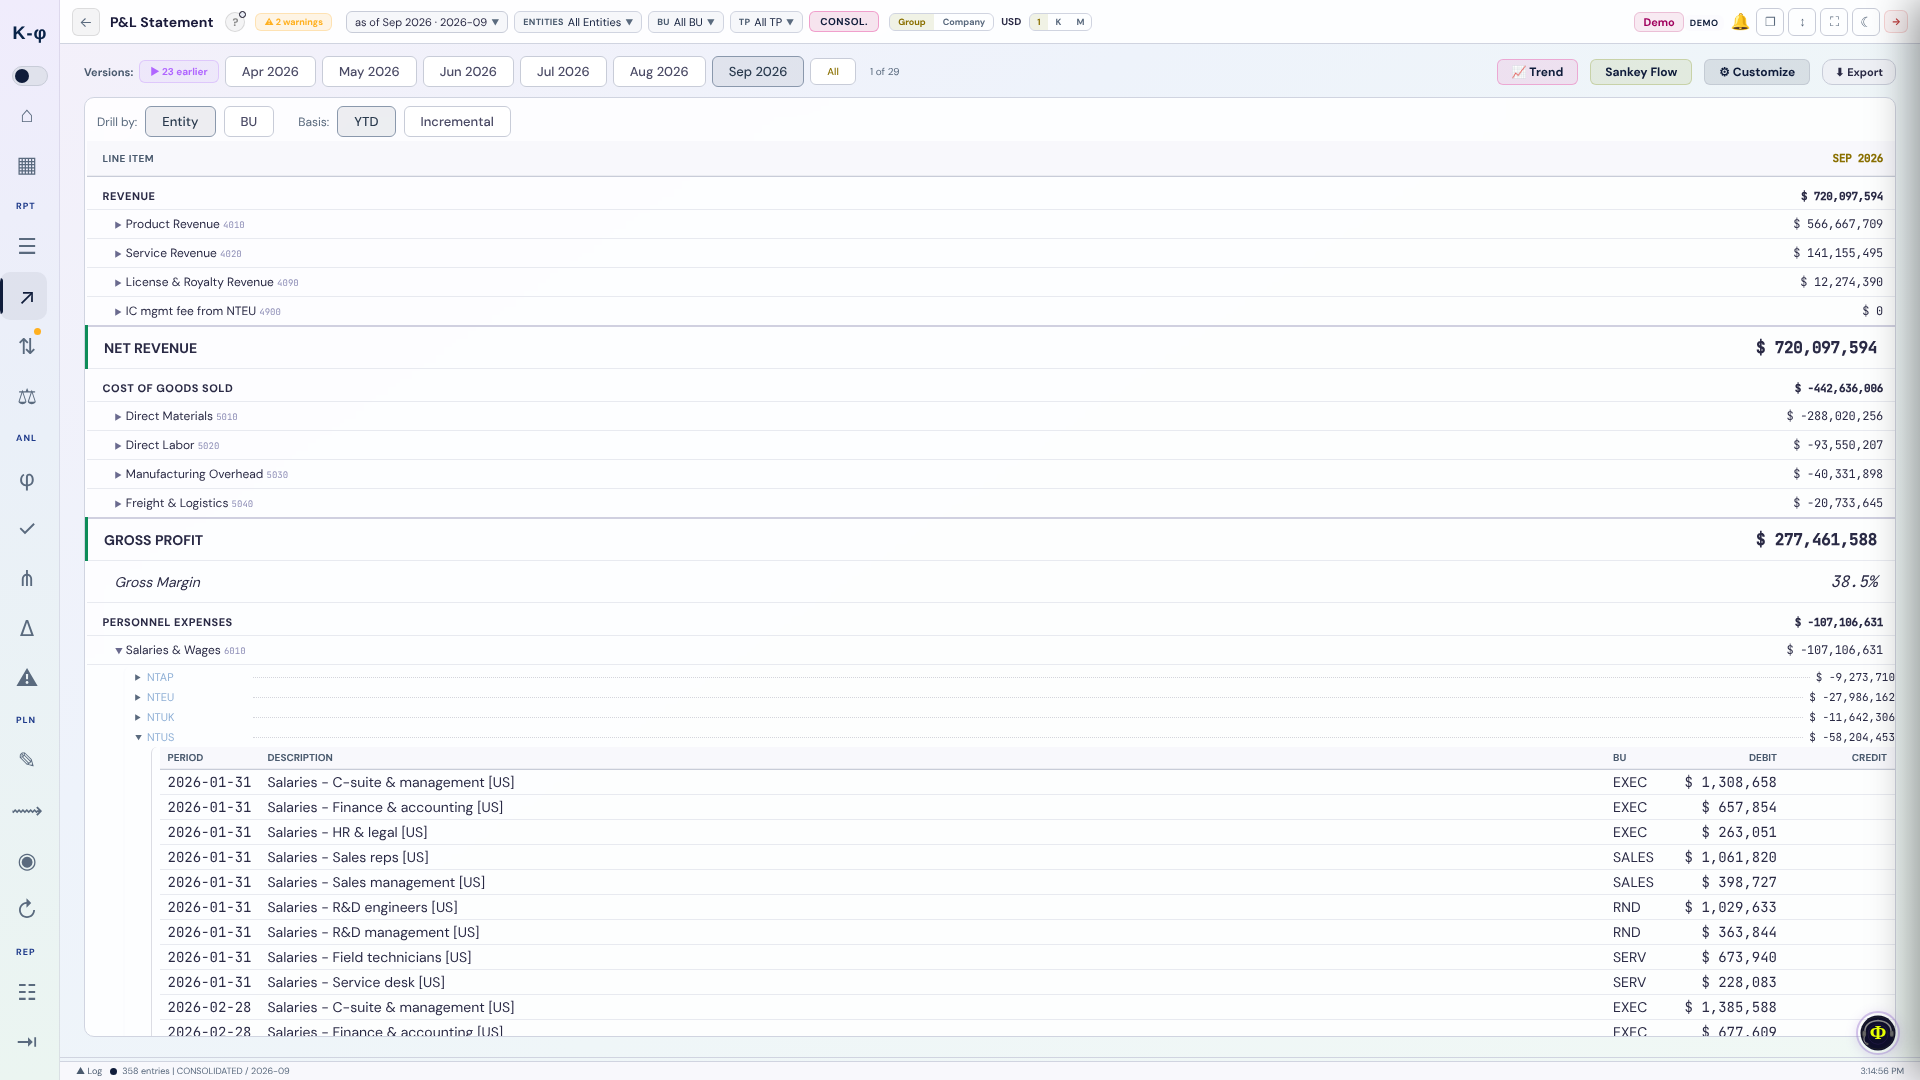 K-φ
P&L Statement ? ▲ 2 warnings as of Sep 2026 · 2026-09 ▼ ENTITIES All Entities ▼ BU All BU ▼ TP All TP ▼ CONSOL. Group Company USD 1 K M Demo DEMO
Versions: ▶ 23 earlier Apr 2026 May 2026 Jun 2026 Jul 2026 Aug 2026 Sep 2026 All 1 of 29 Trend Sankey Flow Customize Export
Drill by: Entity BU Basis: YTD Incremental
LINE ITEM SEP 2026
REVENUE $ 720,097,594
Product Revenue 4010 $ 566,667,709
Service Revenue 4020 $ 141,155,495
License & Royalty Revenue 4090 $ 12,274,390
IC mgmt fee from NTEU 4900 $ 0
NET REVENUE $ 720,097,594
COST OF GOODS SOLD $ -442,636,006
Direct Materials 5010 $ -288,020,256
Direct Labor 5020 $ -93,550,207
Manufacturing Overhead 5030 $ -40,331,898
Freight & Logistics 5040 $ -20,733,645
GROSS PROFIT $ 277,461,588
Gross Margin 38.5%
PERSONNEL EXPENSES $ -107,106,631
Salaries & Wages 6010 $ -107,106,631
NTAP $ -9,273,710
NTEU $ -27,986,162
NTUK $ -11,642,306
NTUS $ -58,204,453
PERIOD DESCRIPTION BU DEBIT CREDIT
2026-01-31 Salaries - C-suite & management [US] EXEC $ 1,308,658
2026-01-31 Salaries - Finance & accounting [US] EXEC $ 657,854
2026-01-31 Salaries - HR & legal [US] EXEC $ 263,051
2026-01-31 Salaries - Sales reps [US] SALES $ 1,061,820
2026-01-31 Salaries - Sales management [US] SALES $ 398,727
2026-01-31 Salaries - R&D engineers [US] RND $ 1,029,633
2026-01-31 Salaries - R&D management [US] RND $ 363,844
2026-01-31 Salaries - Field technicians [US] SERV $ 673,940
2026-01-31 Salaries - Service desk [US] SERV $ 228,083
2026-02-28 Salaries - C-suite & management [US] EXEC $ 1,385,588
2026-02-28 Salaries - Finance & accounting [US] EXEC $ 677,609
RPT
ANL
φ
Δ
PLN
REP
Φ
▲ Log ● 358 entries | CONSOLIDATED / 2026-09 3:14:56 PM